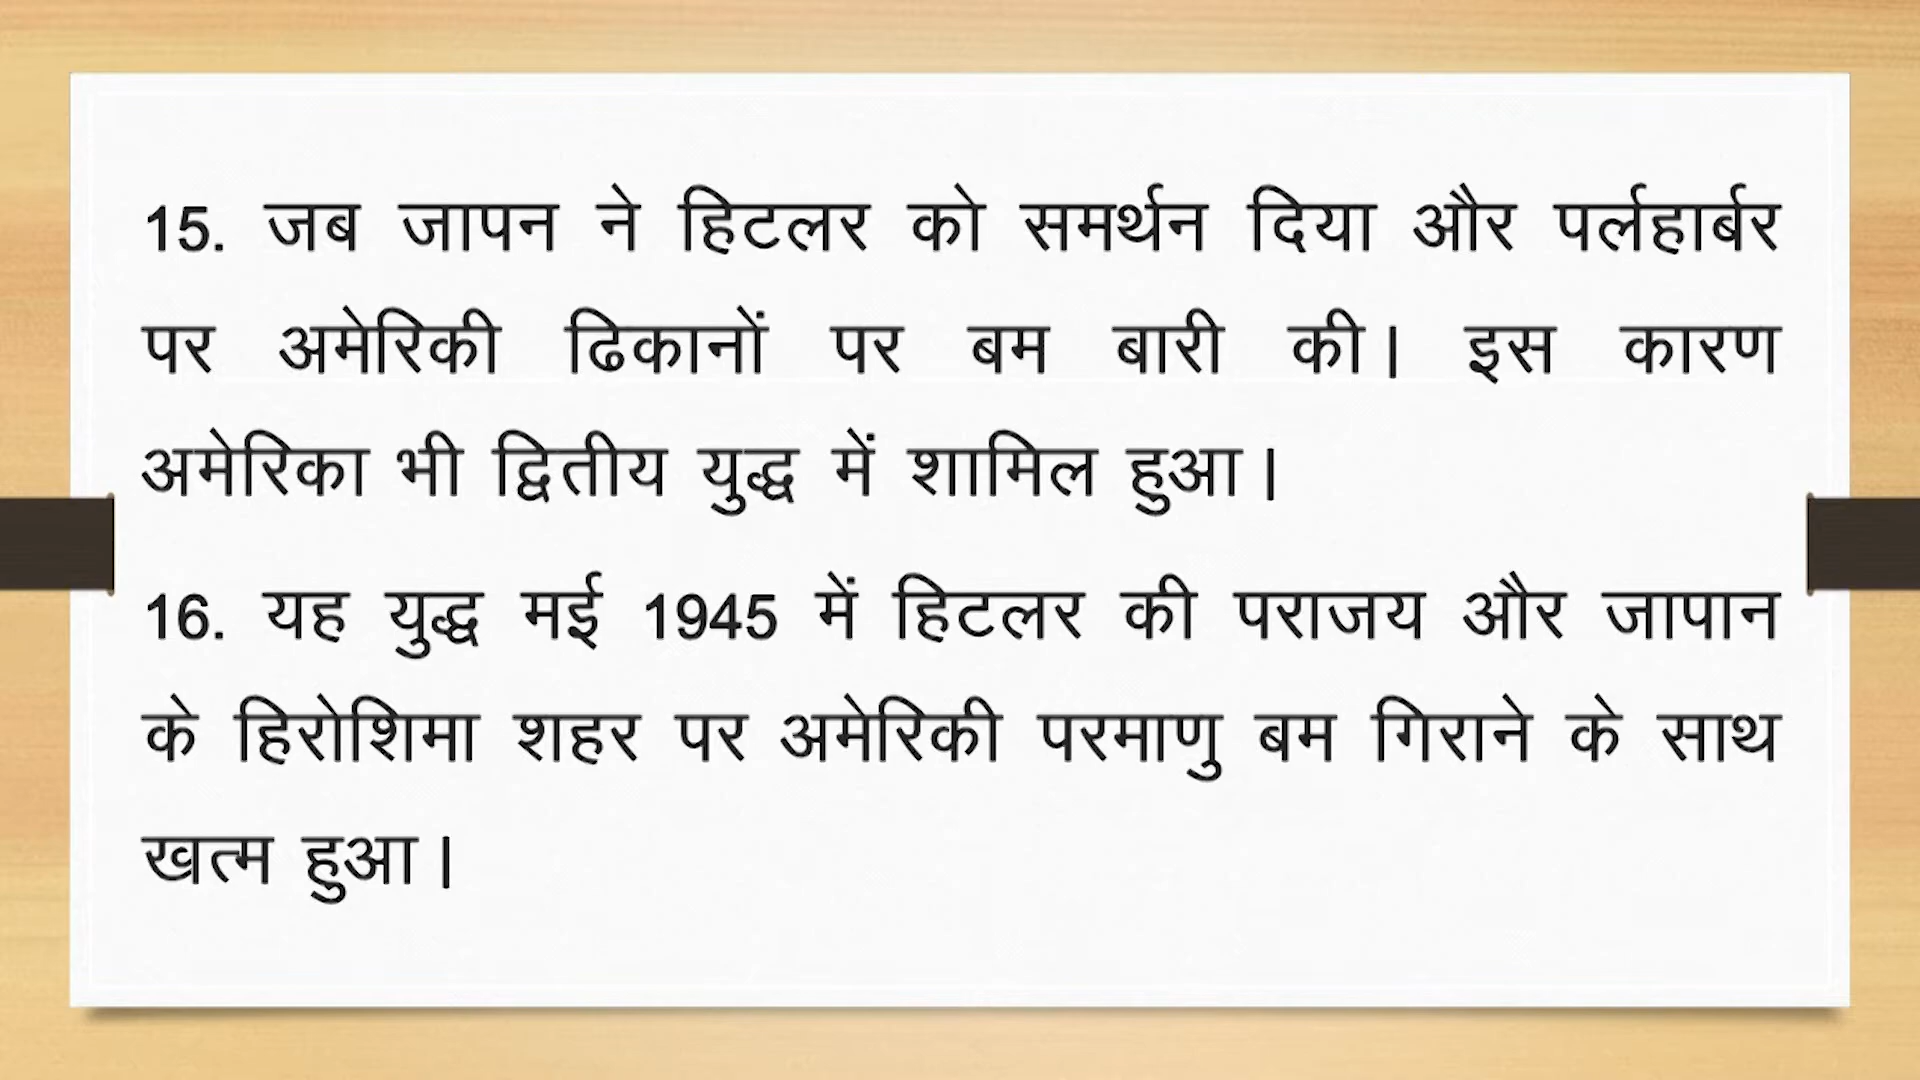 15. जब जापन ने हिटलर को समर्थन दिया और पर्लहार्बर
पर अमेरिकी ढिकानों पर बम बारी की। इस कारण
अमेरिका भी द्वितीय युद्ध में शामिल हुआ।
16. यह युद्ध मई 1945 में हिटलर की पराजय और जापान
के हिरोशिमा शहर पर अमेरिकी परमाणु बम गिराने के साथ
खत्म हुआ।